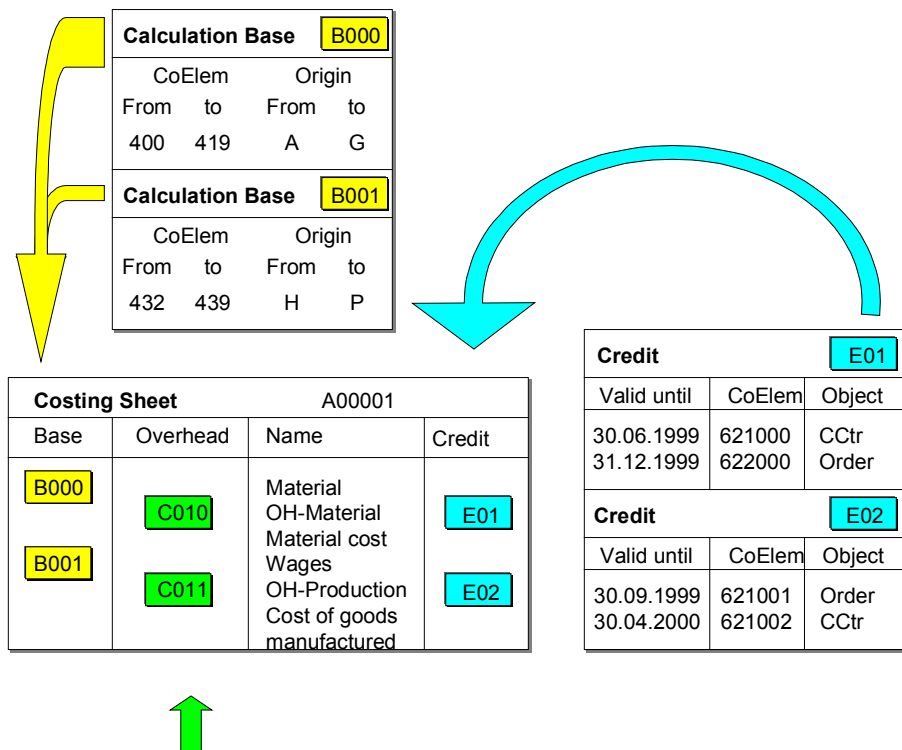 Calculation Base B000
CoElem Origin
From to From to
400 419 A G
Calculation Base B001
CoElem Origin
From to From to
432 439 H P
Credit E01
Valid until CoElem Object
30.06.1999 621000 CCtr
31.12.1999 622000 Order
Credit E02
Valid until CoElem Object
30.09.1999 621001 Order
30.04.2000 621002 CCtr
Costing Sheet A00001
Base Overhead Name Credit
B000 Material
C010 OH-Material E01
Material cost
B001 Wages
C011 OH-Production E02
Cost of goods
manufactured